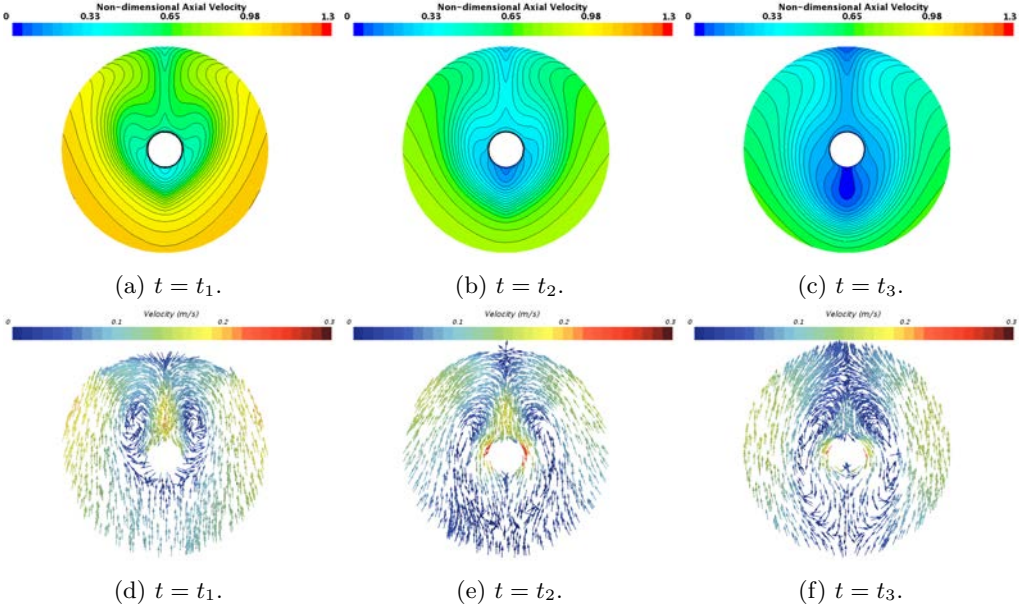 Non-dimensional Axial Velocity
0 0.33 0.65 0.98 1.3
Non-dimensional Axial Velocity
0 0.33 0.65 0.98 1.3
Non-dimensional Axial Velocity
0 0.33 0.65 0.98 1.3
(a) t = t₁.
(b) t = t₂.
(c) t = t₃.
Velocity (m/s)
0 0.1 0.2 0.3
Velocity (m/s)
0 0.1 0.2 0.3
Velocity (m/s)
0 0.1 0.2 0.3
(d) t = t₁.
(e) t = t₂.
(f) t = t₃.